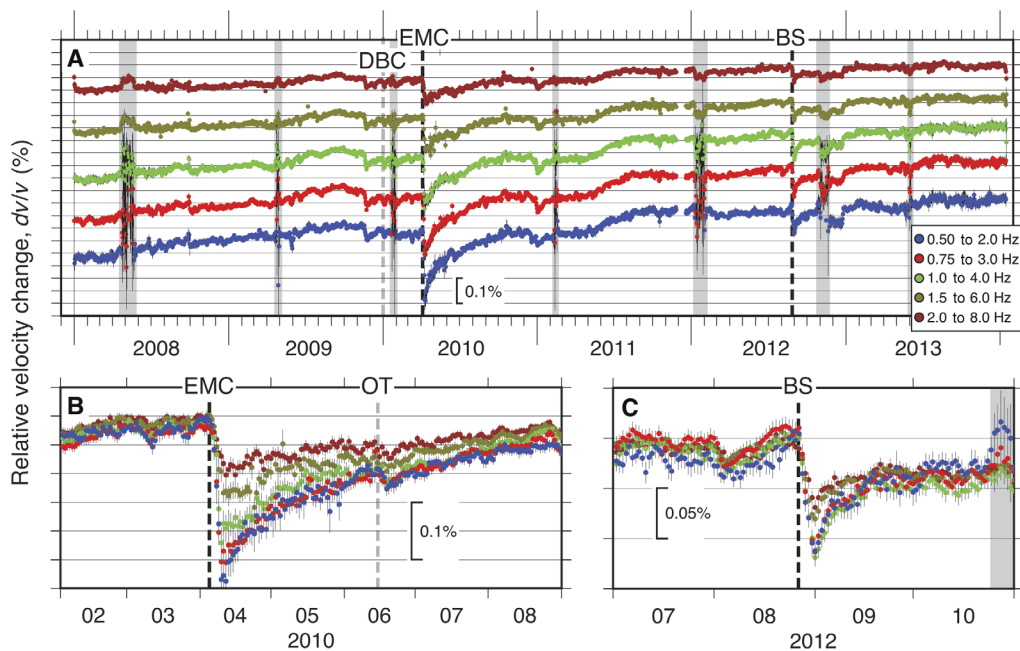 Relative velocity change, dv/v (%)
A
EMC
DBC
BS
0.1%
0.50 to 2.0 Hz
0.75 to 3.0 Hz
1.0 to 4.0 Hz
1.5 to 6.0 Hz
2.0 to 8.0 Hz
2008 2009 2010 2011 2012 2013
B
EMC
OT
0.1%
02 03 04 05 06 07 08
2010
C
BS
0.05%
07 08 09 10
2012